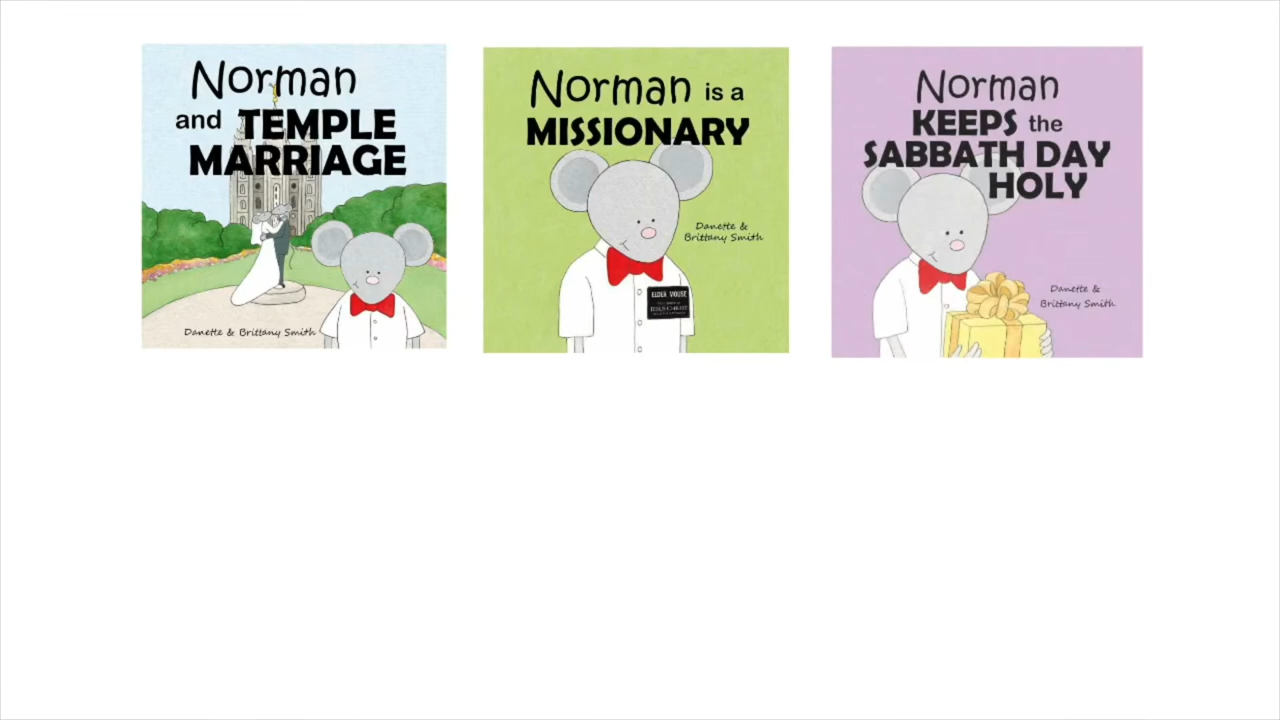 Norman
and TEMPLE
MARRIAGE
Danette & Brittany Smith
Norman is a
MISSIONARY
Danette &
Brittany Smith
ELDER MOUSE
Norman
KEEPS the
SABBATH DAY
HOLY
Danette &
Brittany Smith